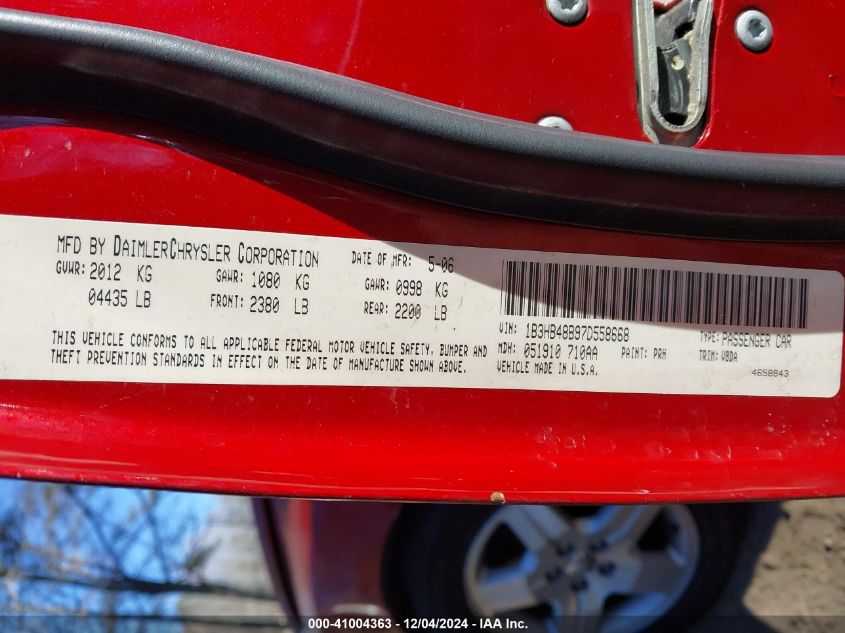 MFD BY DAIMLERCHRYSLER CORPORATION DATE OF MFR: 5-06
GVWR: 2012 KG GAWR: 1080 KG GAWR: 0998 KG
04435 LB FRONT: 2380 LB REAR: 2200 LB
THIS VEHICLE CONFORMS TO ALL APPLICABLE FEDERAL MOTOR VEHICLE SAFETY, BUMPER AND
THEFT PREVENTION STANDARDS IN EFFECT ON THE DATE OF MANUFACTURE SHOWN ABOVE.
VIN: 1B3HB48B97D558668 TYPE: PASSENGER CAR
MDH: 051910 710AA PAINT: PRH TRIM: VBDA
VEHICLE MADE IN U.S.A. 4658843
000-41004363 - 12/04/2024 - IAA Inc.